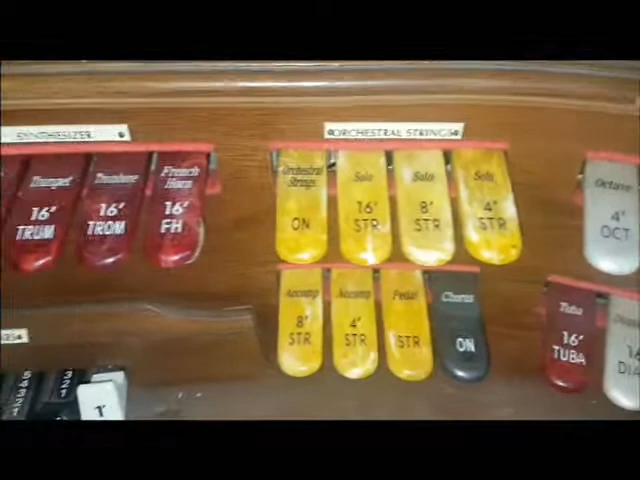 SYNTHESIZER
ORCHESTRAL STRINGS
Trumpet
16'
TRUM
Trombone
16'
TROM
French
Horn
16'
FH
Orchestral
Strings
ON
Solo
16'
STR
Solo
8'
STR
Solo
4'
STR
Octave
4'
OCT
Accomp
8'
STR
Accomp
4'
STR
Pedal
STR
Chorus
ON
Tuba
16'
TUBA
16'
1'